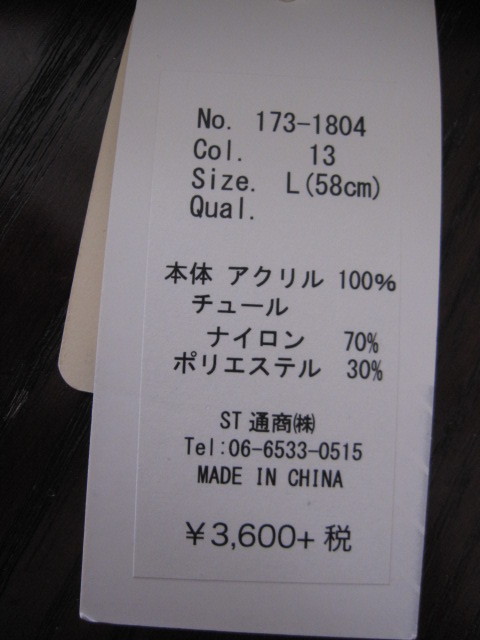 No. 173-1804
Col. 13
Size. L(58cm)
Qual.
本体 アクリル 100%
チュール
ナイロン 70%
ポリエステル 30%
ST通商㈱
Tel:06-6533-0515
MADE IN CHINA
¥3,600+税